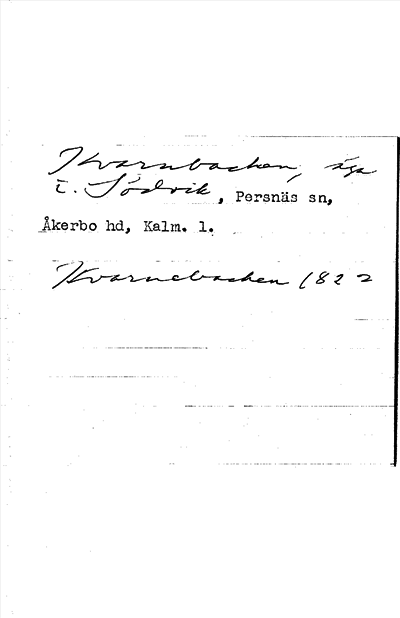 Kvarnbacken, äga
t. Södvik, Persnäs sn,
Åkerbo hd, Kalm. l.
Kvarnebacken 1822